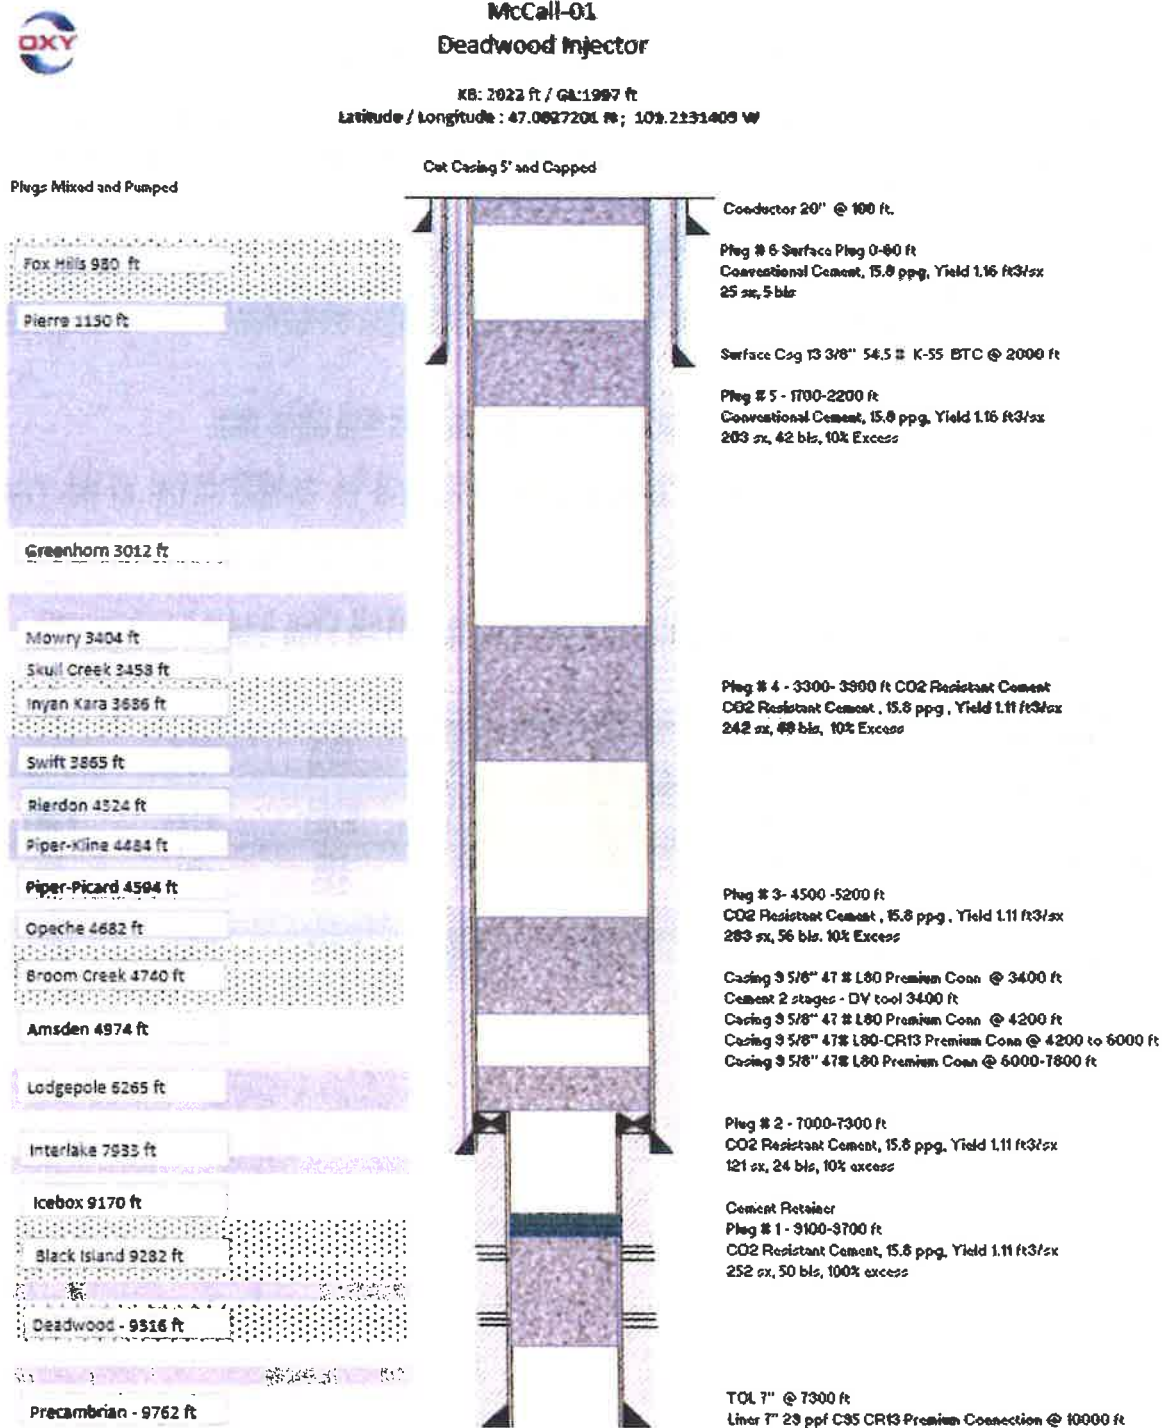 OXY
McCall-01
Deadwood Injector
KB: 2022 ft / GL:1997 ft
Latitude / Longitude :
Cut Casing 5' and Capped
Plugs Mixed and Pumped
Conductor 20" @ 100 ft.
Fox Hills 980 ft
Plug # 6 Surface Plug 0-80 ft
Conventional Cement, 15.8 ppg, Yield 1.16 ft3/sx
25 sx, 5 bls
Pierre 1150 ft
Surface Csg 13 3/8" 54.5 # K-55 BTC @ 2000 ft
Plug # 5 - 1700-2200 ft
Conventional Cement, 15.8 ppg, Yield 1.16 ft3/sx
203 sx, 42 bls, 10% Excess
Greenhorn 3012 ft
Mowry 3404 ft
Skull Creek 3458 ft
Inyan Kara 3686 ft
Plug # 4 - 3300- 3900 ft CO2 Resistant Cement
CO2 Resistant Cement , 15.8 ppg , Yield 1.11 ft3/sx
242 sx, 48 bls, 10% Excess
Swift 3865 ft
Rierdon 4324 ft
Piper-Kline 4484 ft
Piper-Picard 4594 ft
Opeche 4682 ft
Broom Creek 4740 ft
Amsden 4974 ft
Plug # 3- 4500 -5200 ft
CO2 Resistant Cement , 15.8 ppg , Yield 1.11 ft3/sx
283 sx, 56 bls. 10% Excess
Casing 9 5/8" 47 # L80 Premium Conn @ 3400 ft
Cement 2 stages - DV tool 3400 ft
Casing 9 5/8" 47 # L80 Premium Conn @ 4200 ft
Casing 9 5/8" 47# L80-CR13 Premium Conn @ 4200 to 6000 ft
Casing 9 5/8" 47# L80 Premium Conn @ 6000-7800 ft
Lodgepole 6265 ft
Interlake 7933 ft
Plug # 2 - 7000-7300 ft
CO2 Resistant Cement, 15.8 ppg, Yield 1.11 ft3/sx
121 sx, 24 bls, 10% excess
Icebox 9170 ft
Black Island 9282 ft
Deadwood - 9316 ft
Cement Retainer
Plug # 1 - 9100-9700 ft
CO2 Resistant Cement, 15.8 ppg, Yield 1.11 ft3/sx
252 sx, 50 bls, 100% excess
Precambrian - 9762 ft
TOL 7" @ 7300 ft
Liner 7" 29 ppf C95 CR13 Premium Connection @ 10000 ft